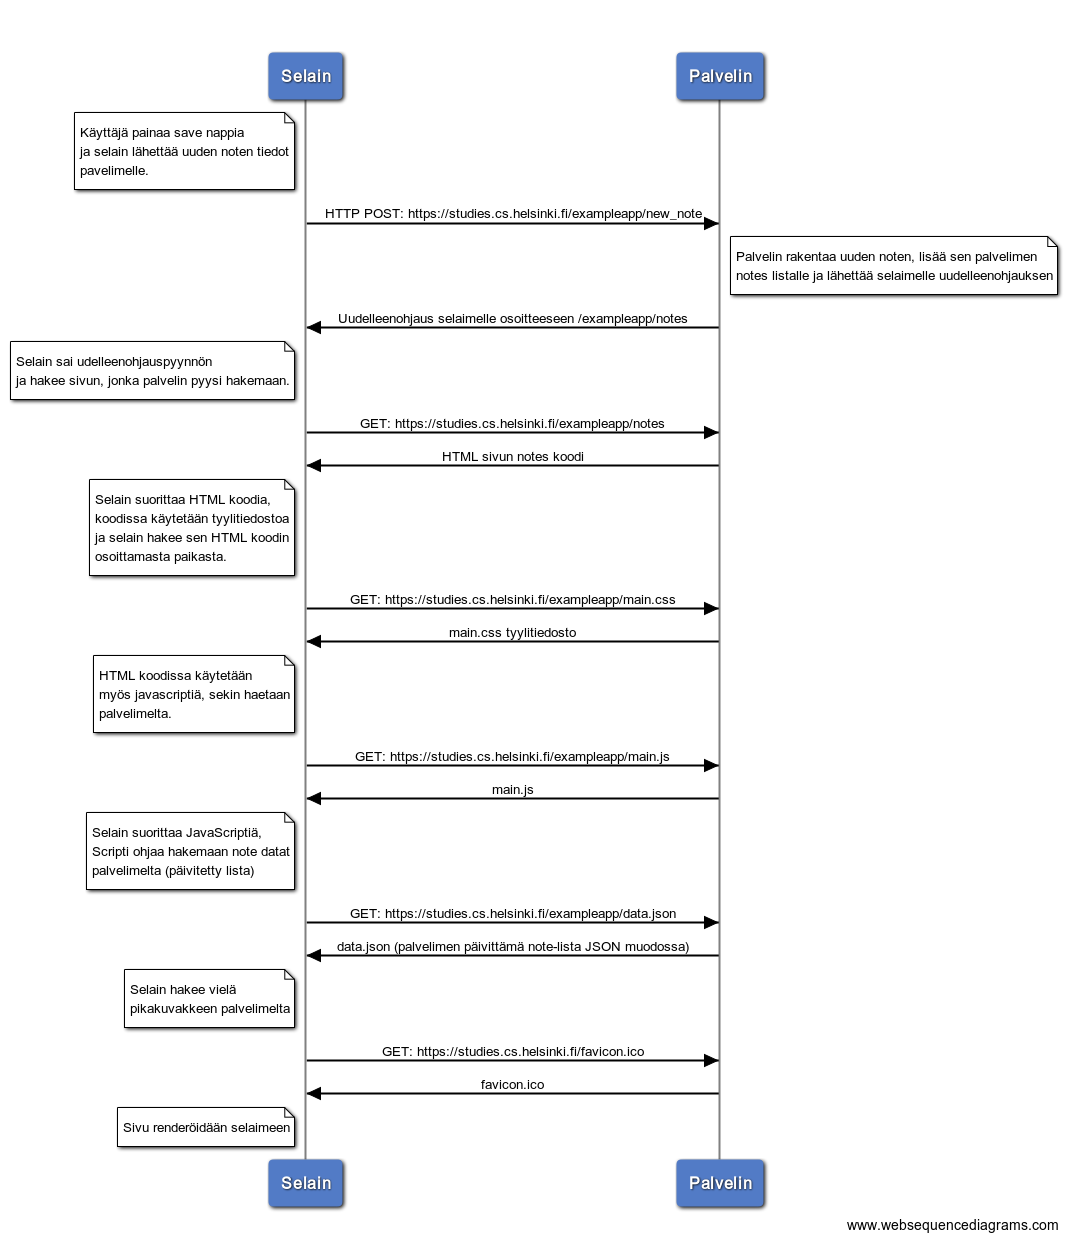 Selain
Palvelin
Käyttäjä painaa save nappia
ja selain lähettää uuden noten tiedot
pavelimelle.
HTTP POST: https://studies.cs.helsinki.fi/exampleapp/new_note
Palvelin rakentaa uuden noten, lisää sen palvelimen
notes listalle ja lähettää selaimelle uudelleenohjauksen
Uudelleenohjaus selaimelle osoitteeseen /exampleapp/notes
Selain sai udelleenohjauspyynnön
ja hakee sivun, jonka palvelin pyysi hakemaan.
GET: https://studies.cs.helsinki.fi/exampleapp/notes
HTML sivun notes koodi
Selain suorittaa HTML koodia,
koodissa käytetään tyylitiedostoa
ja selain hakee sen HTML koodin
osoittamasta paikasta.
GET: https://studies.cs.helsinki.fi/exampleapp/main.css
main.css tyylitiedosto
HTML koodissa käytetään
myös javascriptiä, sekin haetaan
palvelimelta.
GET: https://studies.cs.helsinki.fi/exampleapp/main.js
main.js
Selain suorittaa JavaScriptiä,
Scripti ohjaa hakemaan note datat
palvelimelta (päivitetty lista)
GET: https://studies.cs.helsinki.fi/exampleapp/data.json
data.json (palvelimen päivittämä note-lista JSON muodossa)
Selain hakee vielä
pikakuvakkeen palvelimelta
GET: https://studies.cs.helsinki.fi/favicon.ico
favicon.ico
Sivu renderöidään selaimeen
Selain
Palvelin
www.websequencediagrams.com